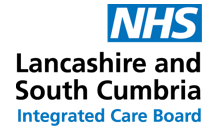 NHS
Lancashire and
South Cumbria
Integrated Care Board